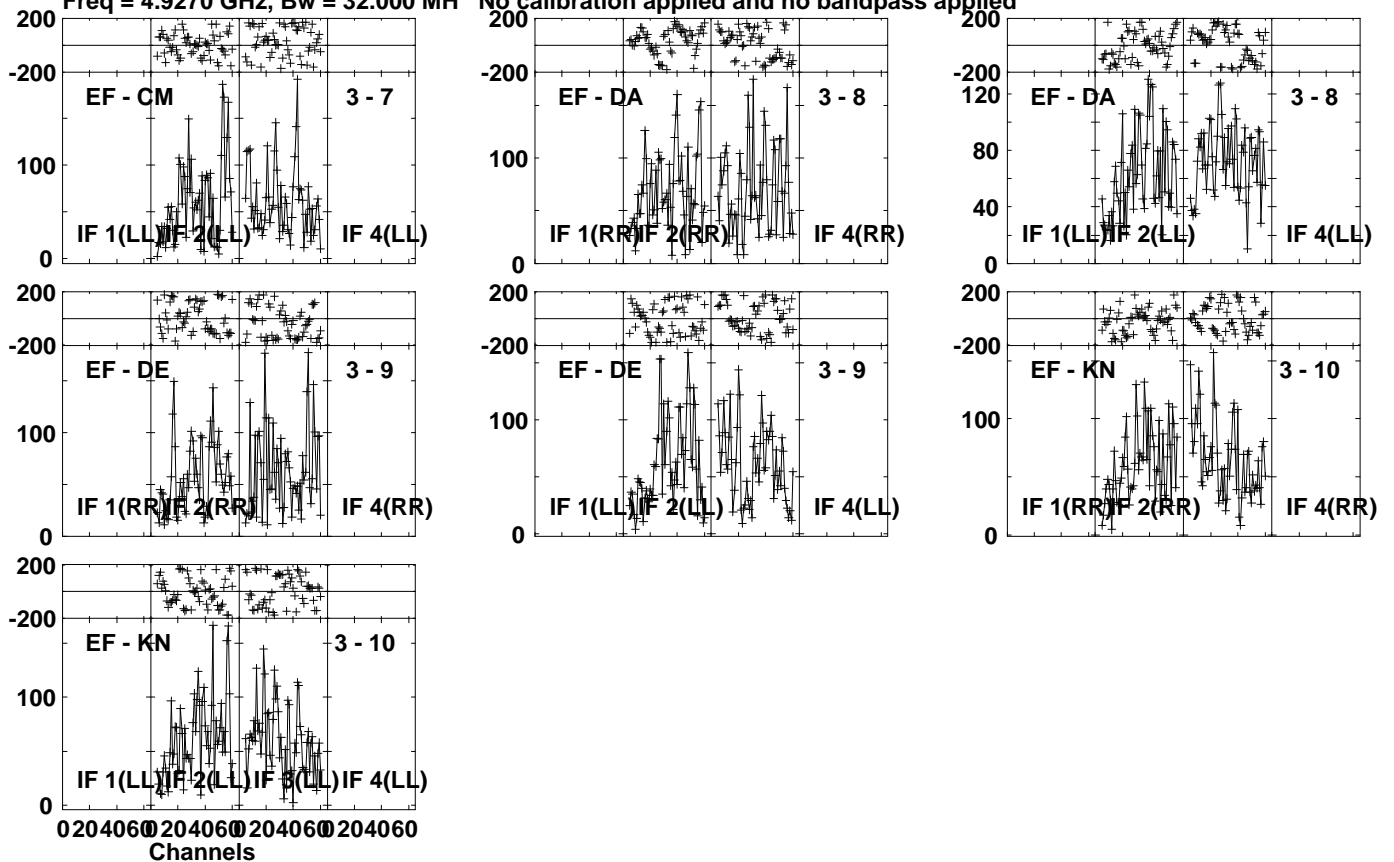 Freq = 4.9270 GHz, Bw = 32.000 MH No calibration applied and no bandpass applied
200 200 200
-200 -200 -200
EF - CM 3 - 7 EF - DA 3 - 8 120 EF - DA 3 - 8
100 100 80
40
IF 1(LL) IF 2(LL) IF 4(LL) IF 1(RR) IF 2(RR) IF 4(RR) IF 1(LL) IF 2(LL) IF 4(LL)
0 0 0
200 200 200
-200 -200 -200
EF - DE 3 - 9 EF - DE 3 - 9 EF - KN 3 - 10
100 100 100
IF 1(RR) IF 2(RR) IF 4(RR) IF 1(LL) IF 2(LL) IF 4(LL) IF 1(RR) IF 2(RR) IF 4(RR)
0 0 0
200
-200
EF - KN 3 - 10
100
IF 1(LL) IF 2(LL) IF 3(LL) IF 4(LL)
0
0 20 40 60 0 20 40 60 0 20 40 60 0 20 40 60
Channels